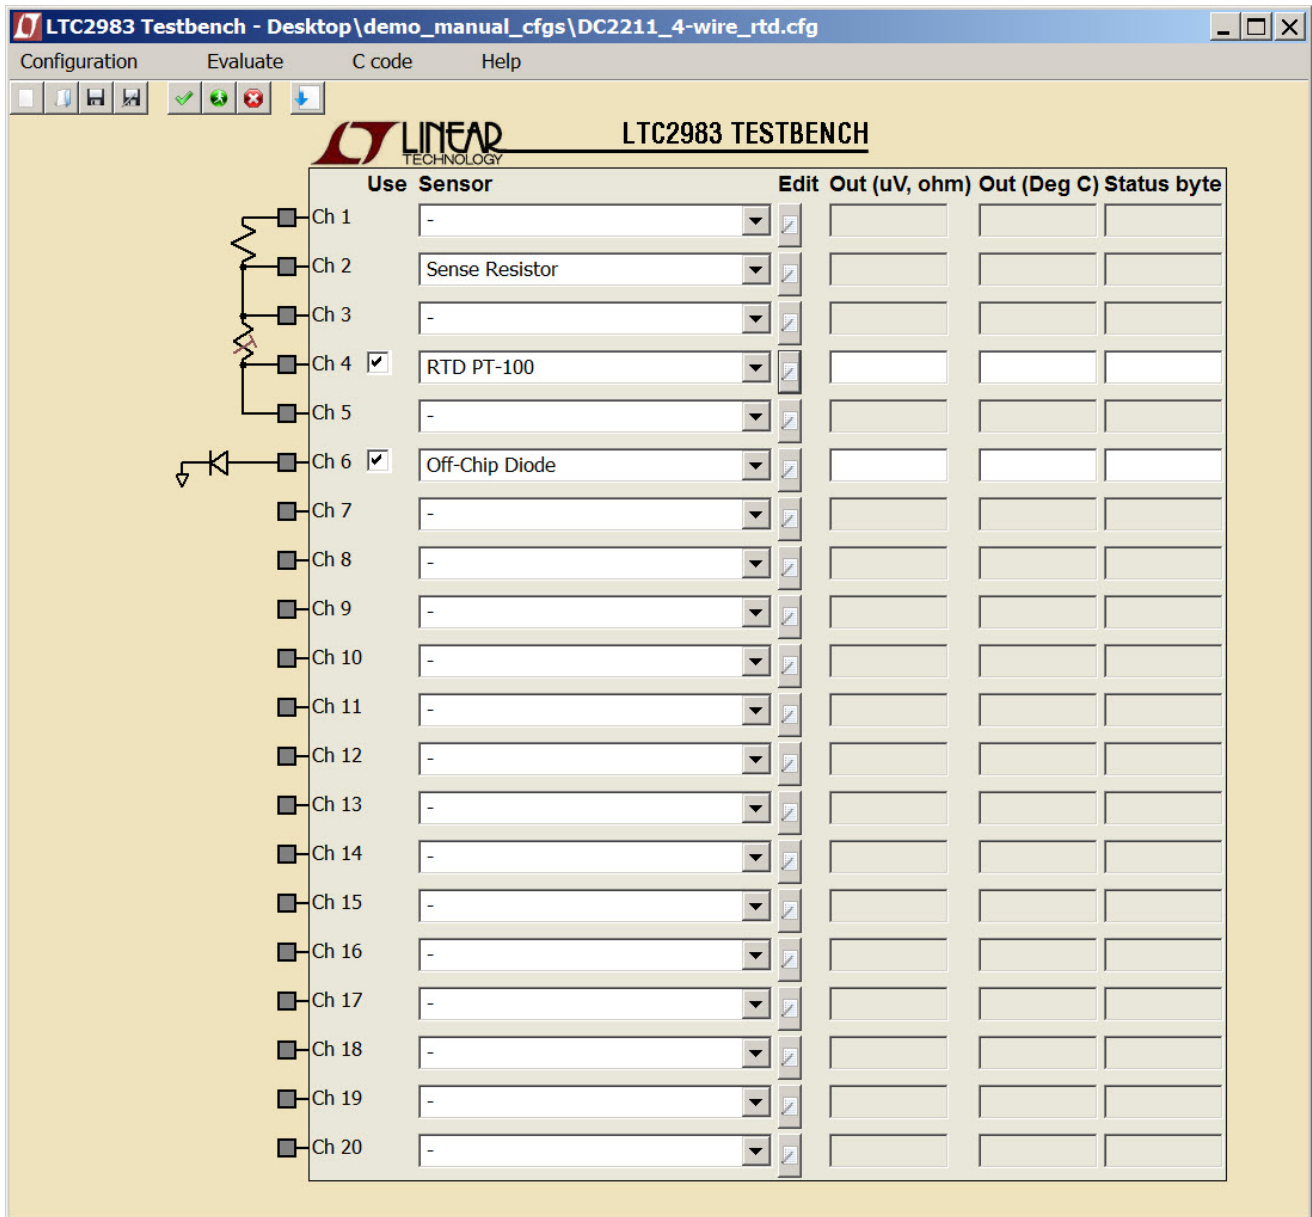 LTC2983 Testbench - Desktop\demo_manual_cfgs\DC2211_4-wire_rtd.cfg
Configuration Evaluate C code Help
LINEAR TECHNOLOGY
LTC2983 TESTBENCH
Use Sensor Edit Out (uV, ohm) Out (Deg C) Status byte
Ch 1 -
Ch 2 Sense Resistor
Ch 3 -
Ch 4 RTD PT-100
Ch 5 -
Ch 6 Off-Chip Diode
Ch 7 -
Ch 8 -
Ch 9 -
Ch 10 -
Ch 11 -
Ch 12 -
Ch 13 -
Ch 14 -
Ch 15 -
Ch 16 -
Ch 17 -
Ch 18 -
Ch 19 -
Ch 20 -